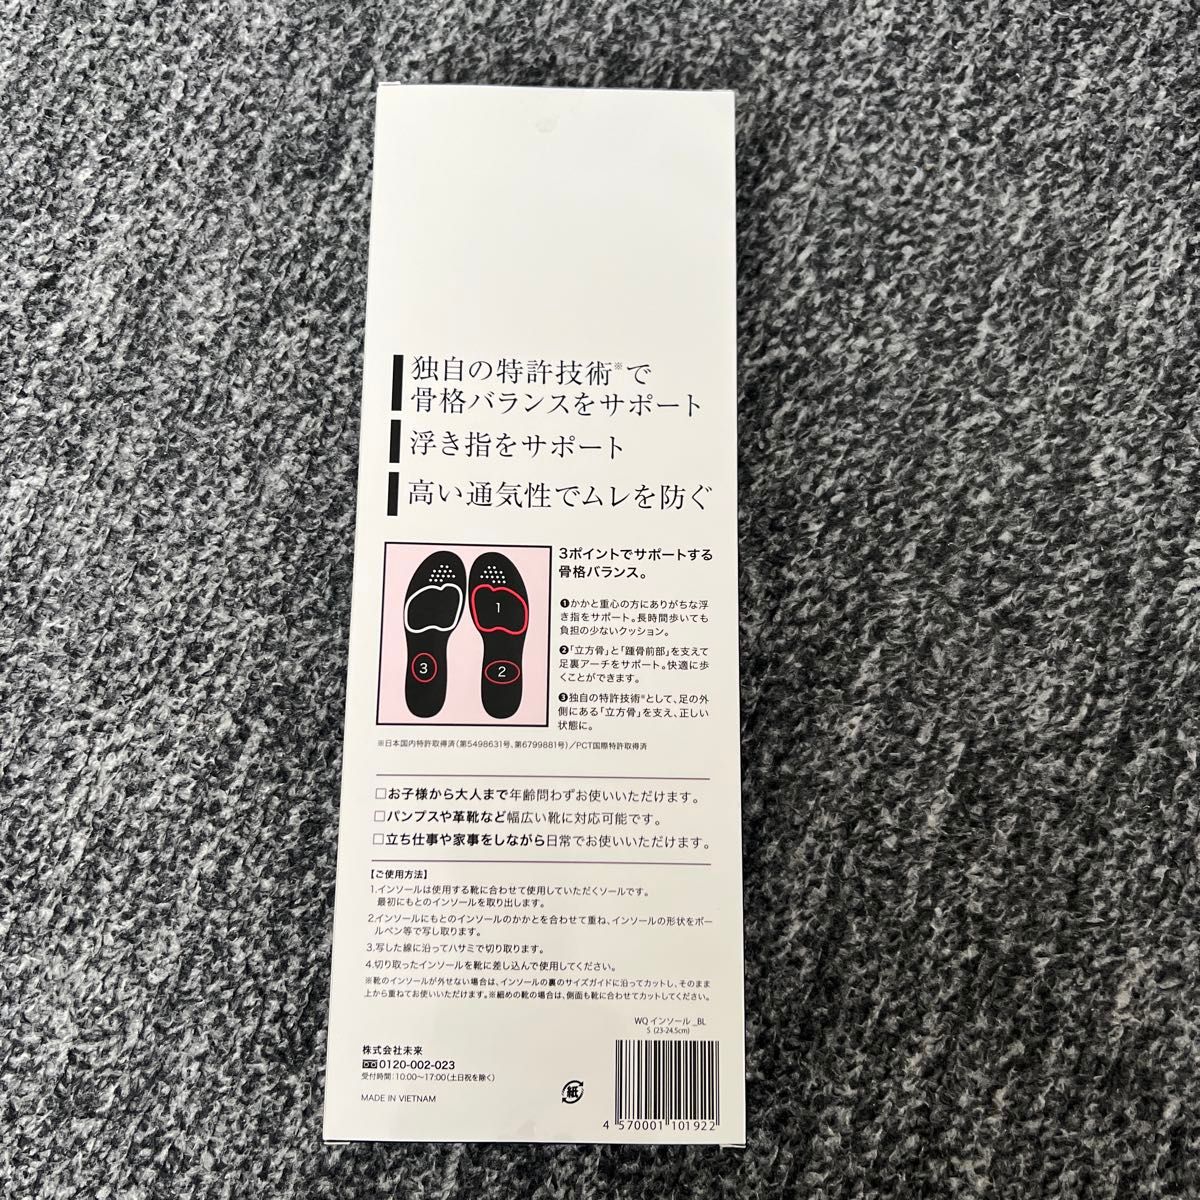 独自の特許技術※で
骨格バランスをサポート
浮き指をサポート
高い通気性でムレを防ぐ
1
3
2
3ポイントでサポートする
骨格バランス。
❶かかと重心の方にありがちな浮
き指をサポート。長時間歩いても
負担の少ないクッション。
❷「立方骨」と「踵骨前部」を支えて
足裏アーチをサポート。快適に歩
くことができます。
❸独自の特許技術※として、足の外
側にある「立方骨」を支え、正しい
状態に。
※日本国内特許取得済(第5498631号、第6799881号)/PCT国際特許取得済
□お子様から大人まで年齢問わずお使いいただけます。
□パンプスや革靴など幅広い靴に対応可能です。
□立ち仕事や家事をしながら日常でお使いいただけます。
【ご使用方法】
1.インソールは使用する靴に合わせて使用していただくソールです。
最初にもとのインソールを取り出します。
2.インソールにもとのインソールのかかとを合わせて重ね、インソールの形状をボー
ルペン等で写し取ります。
3.写した線に沿ってハサミで切り取ります。
4.切り取ったインソールを靴に差し込んで使用してください。
※靴のインソールが外せない場合は、インソールの裏のサイズガイドに沿ってカットし、そのまま
上から重ねてお使いいただけます。※細めの靴の場合は、側面も靴に合わせてカットしてください。
WQ インソール _BL
S (23-24.5cm)
株式会社未来
0120-002-023
受付時間:10:00〜17:00(土日祝を除く)
MADE IN VIETNAM
紙
4 570001 101922